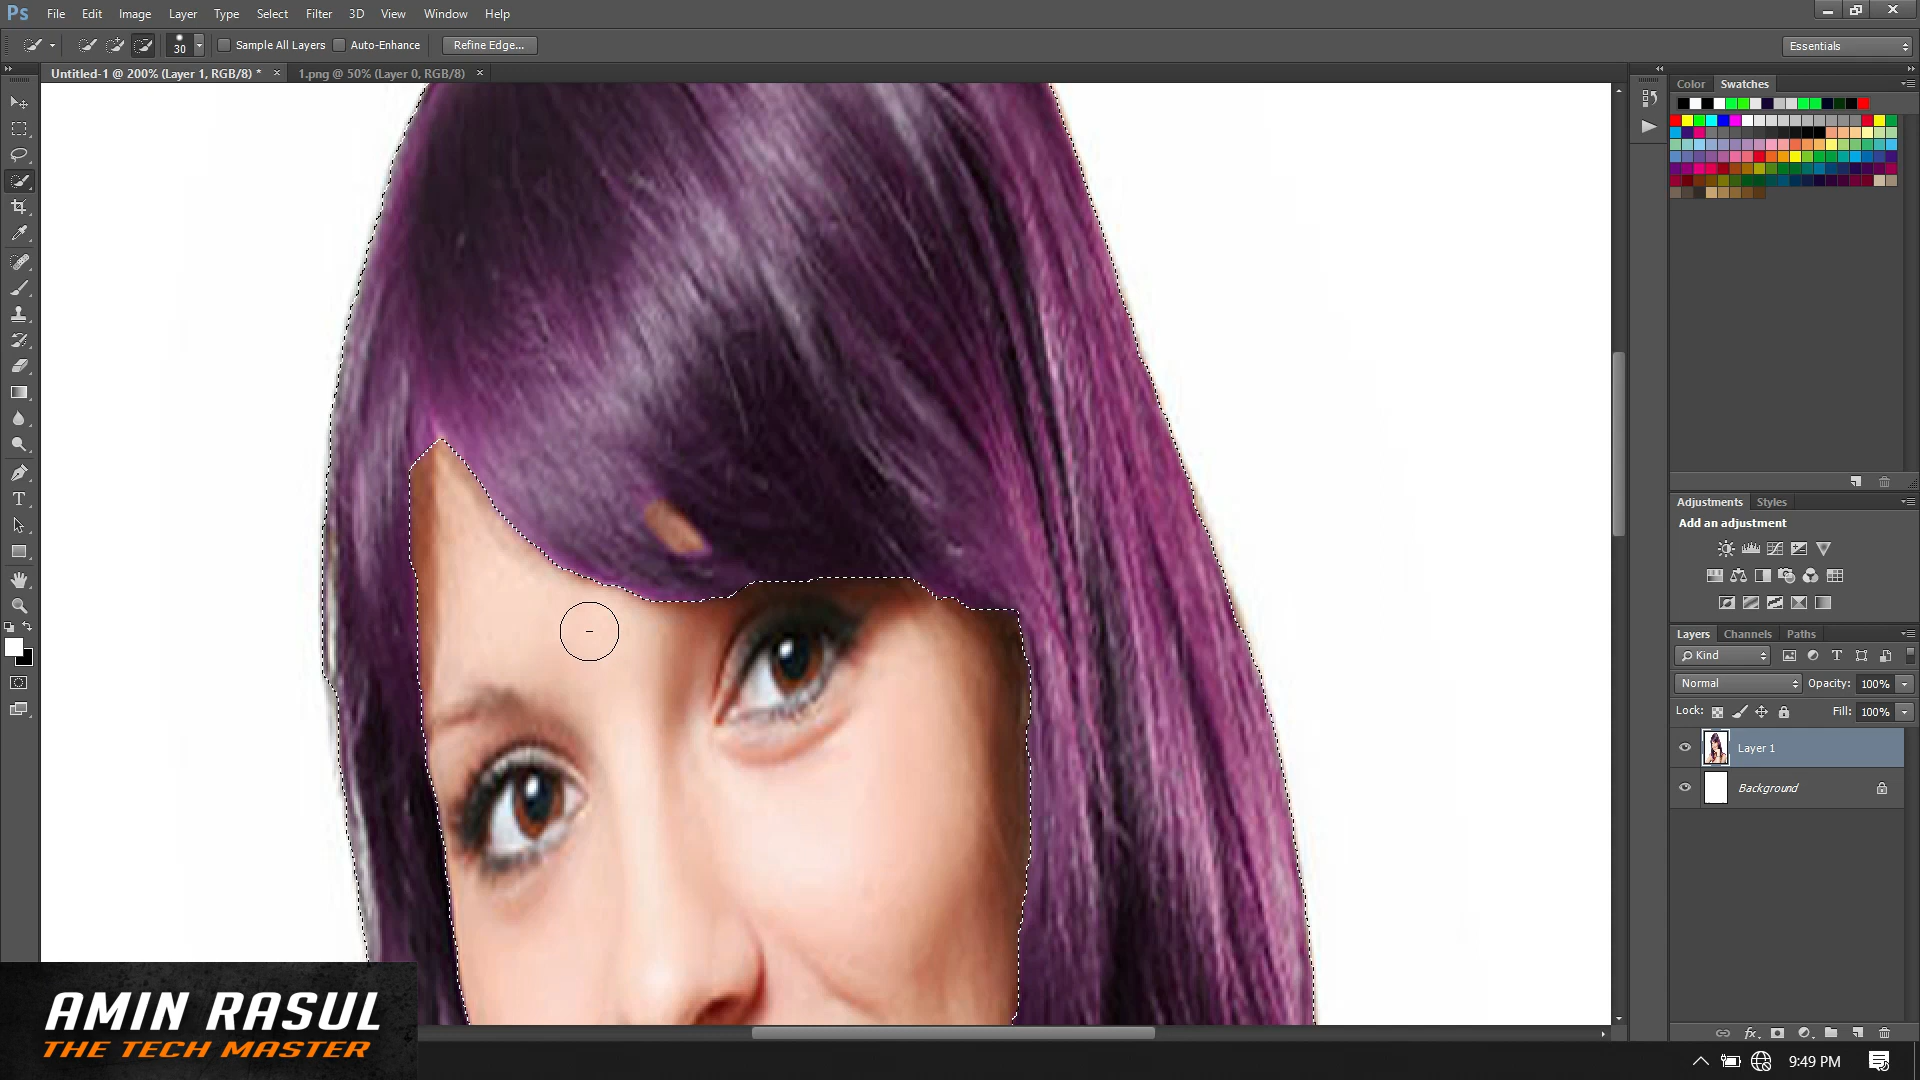 Ps File Edit Image Layer Type Select Filter 3D View Window Help
30 Sample All Layers Auto-Enhance Refine Edge... Essentials
Untitled-1 @ 200% (Layer 1, RGB/8) * × 1.png @ 50% (Layer 0, RGB/8) ×
Color Swatches
Adjustments Styles
Add an adjustment
Layers Channels Paths
Kind
Normal Opacity: 100%
Lock: Fill: 100%
Layer 1
Background
fx
AMIN RASUL
THE TECH MASTER
9:49 PM